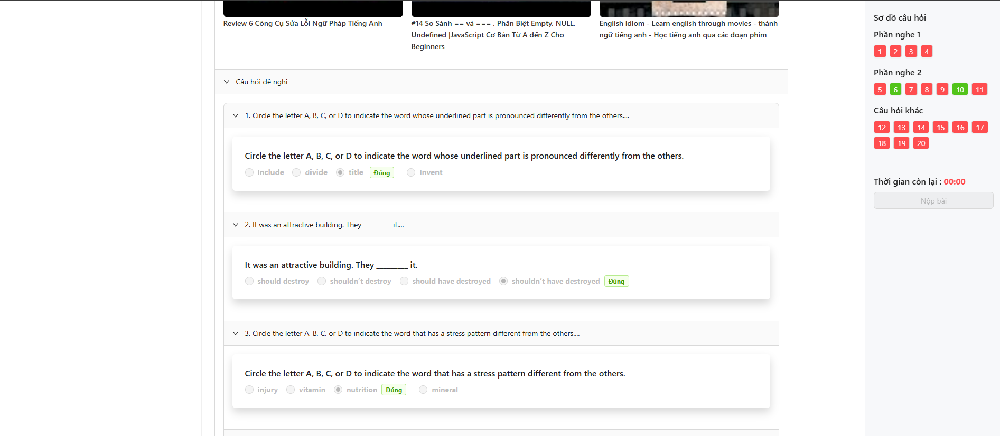 Review 6 Công Cụ Sửa Lỗi Ngữ Pháp Tiếng Anh
#14 So Sánh == và === , Phân Biệt Empty, NULL,
Undefined |JavaScript Cơ Bản Từ A đến Z Cho
Beginners
English idiom - Learn english through movies - thành
ngữ tiếng anh - Học tiếng anh qua các đoạn phim
Câu hỏi đề nghị
1. Circle the letter A, B, C, or D to indicate the word whose underlined part is pronounced differently from the others....
Circle the letter A, B, C, or D to indicate the word whose underlined part is pronounced differently from the others.
include divide title Đúng invent
2. It was an attractive building. They ________ it....
It was an attractive building. They ________ it.
should destroy shouldn't destroy should have destroyed shouldn't have destroyed Đúng
3. Circle the letter A, B, C, or D to indicate the word that has a stress pattern different from the others....
Circle the letter A, B, C, or D to indicate the word that has a stress pattern different from the others.
injury vitamin nutrition Đúng mineral
Sơ đồ câu hỏi
Phần nghe 1
1 2 3 4
Phần nghe 2
5 6 7 8 9 10 11
Câu hỏi khác
12 13 14 15 16 17
18 19 20
Thời gian còn lại : 00:00
Nộp bài